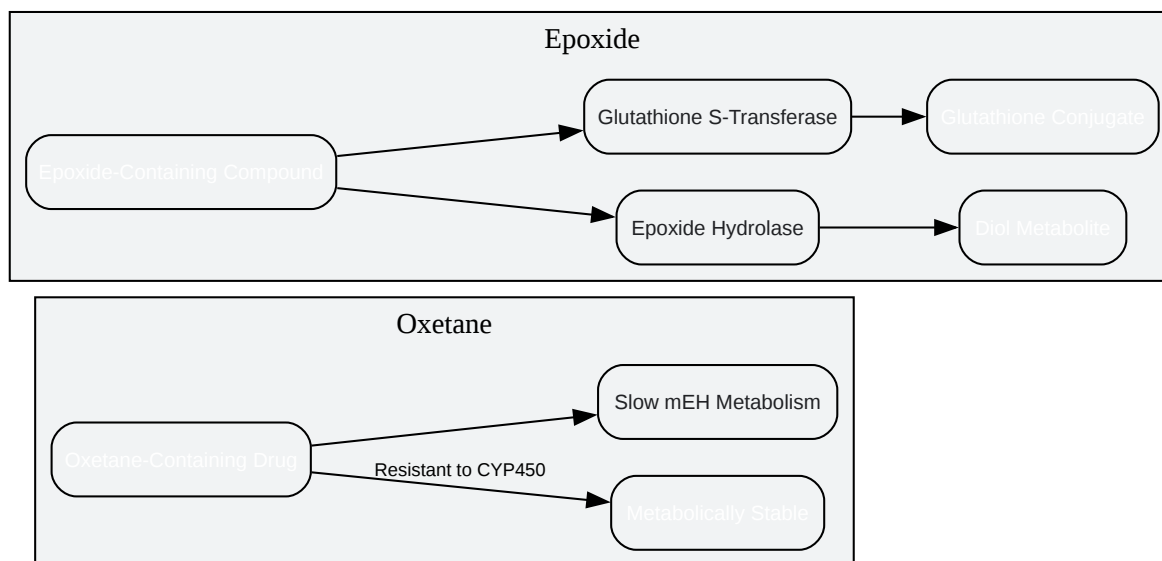 Epoxide
Glutathione S-Transferase
Glutathione Conjugate
Epoxide-Containing Compound
Epoxide Hydrolase
Diol Metabolite
Oxetane
Slow mEH Metabolism
Oxetane-Containing Drug
Resistant to CYP450
Metabolically Stable